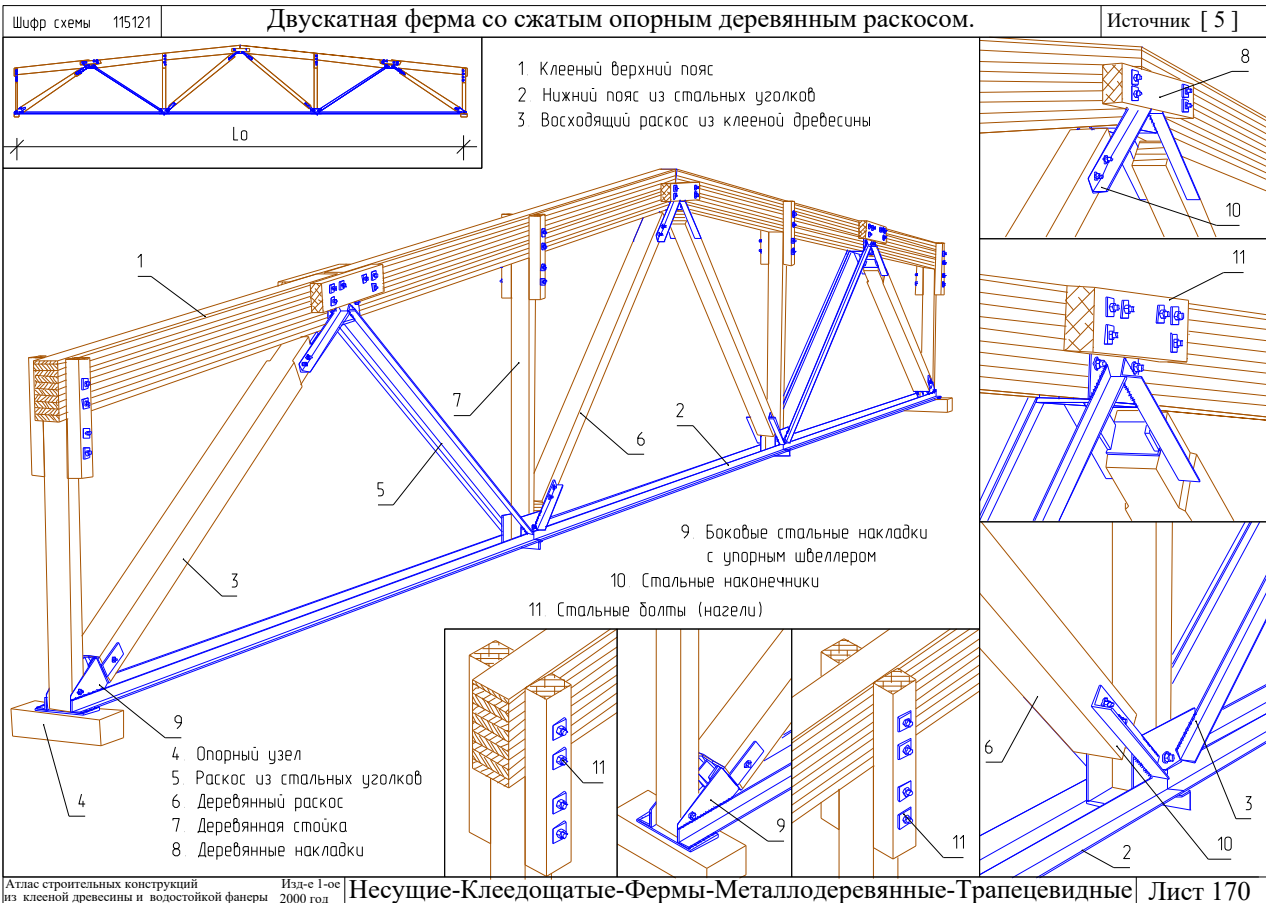 Шифр схемы 115121
Двускатная ферма со сжатым опорным деревянным раскосом.
Источник [ 5 ]
Lo
1. Клееный верхний пояс
2. Нижний пояс из стальных уголков
3. Восходящий раскос из клееной древесины
8
10
1
7
6
2
5
3
11
9. Боковые стальные накладки
с упорным швеллером
10. Стальные наконечники
11. Стальные болты (нагели)
9
4
4. Опорный узел
5. Раскос из стальных уголков
6. Деревянный раскос
7. Деревянная стойка
8. Деревянные накладки
11
9
11
6
3
10
2
Атлас строительных конструкций
из клееной древесины и водостойкой фанеры
Изд-е 1-ое
2000 год
Несущие-Клеедощатые-Фермы-Металлодеревянные-Трапецевидные
Лист 170